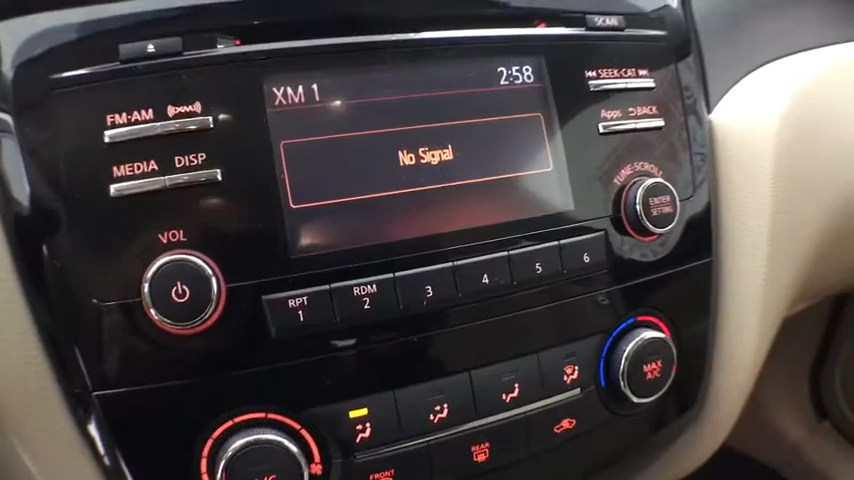 SCAN
XM 1
2:58
SEEK·CAT
FM·AM
((XM))
Apps
BACK
No Signal
MEDIA
DISP
TUNE·SCROLL
ENTER
SETTING
VOL
RPT
1
RDM
2
3
4
5
6
MAX
A/C
A/C
FRONT
REAR